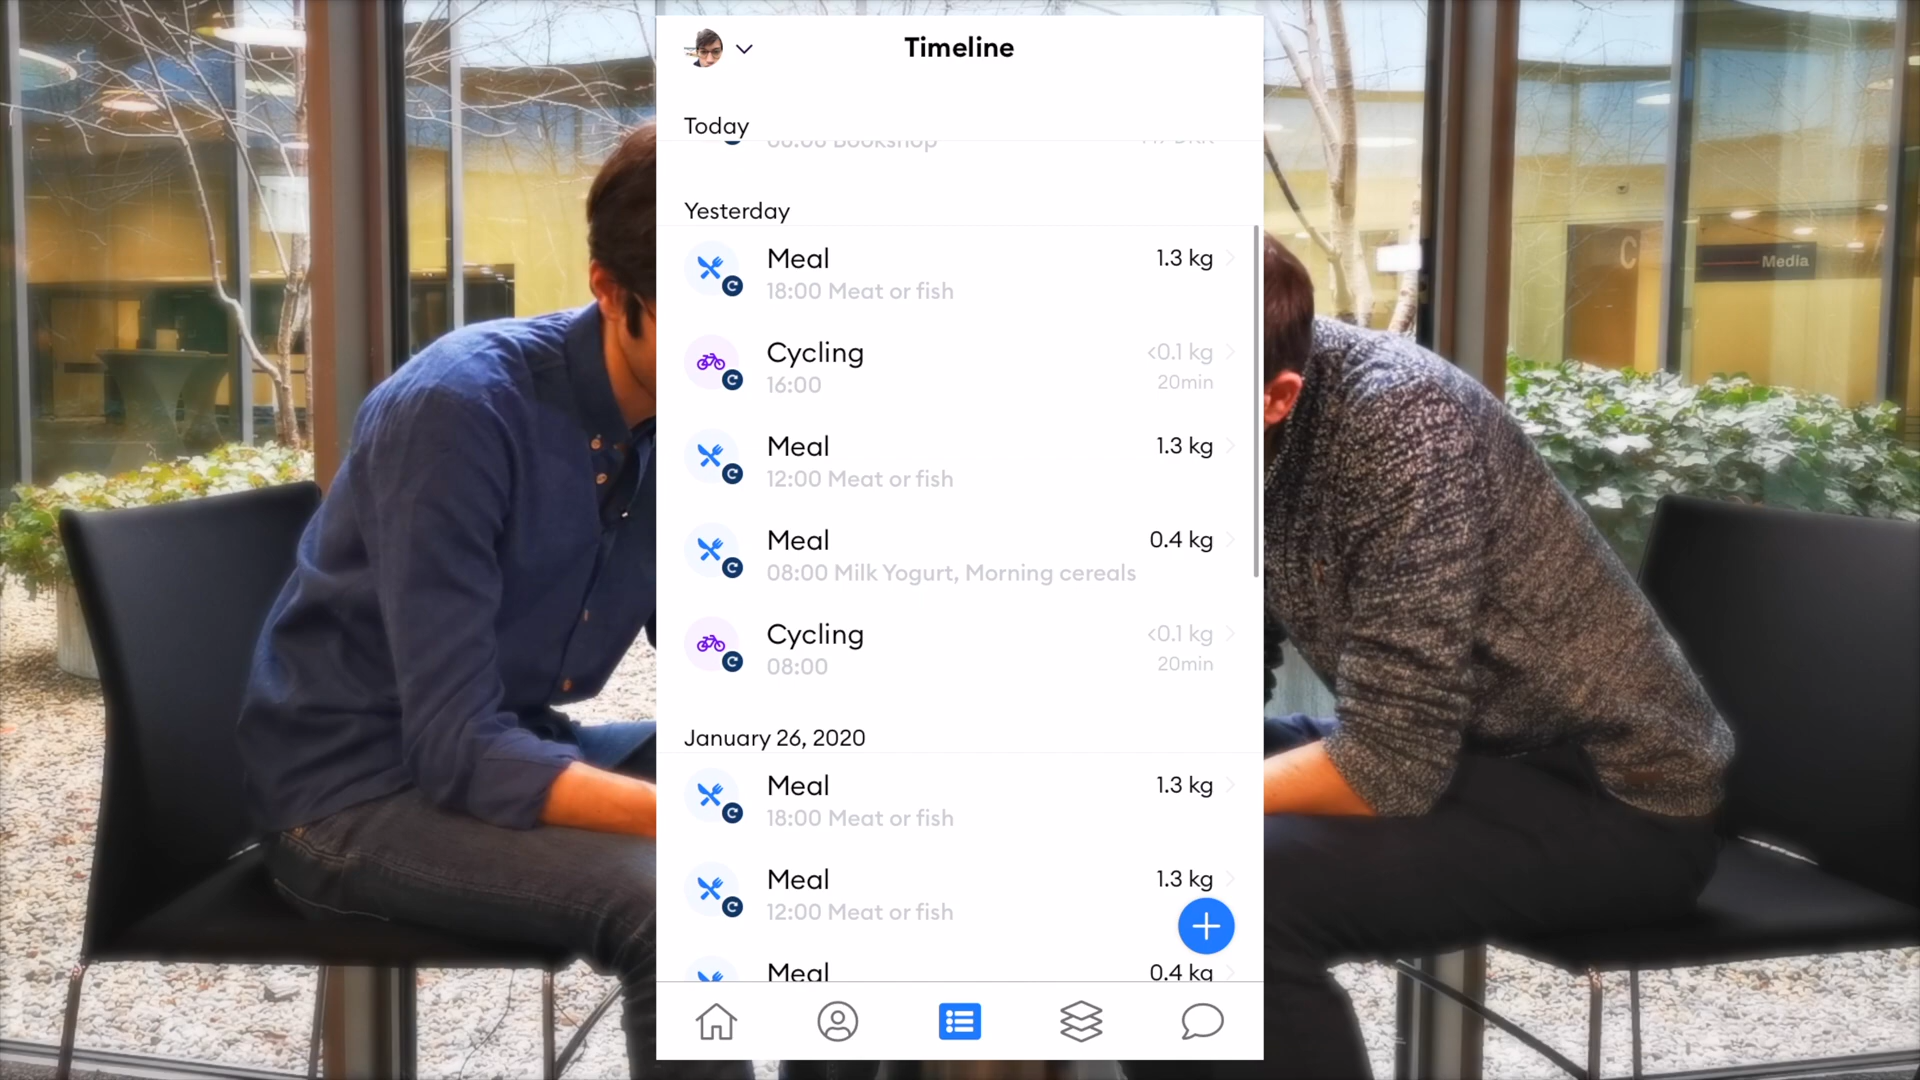 Timeline
Today
Yesterday
Meal
1.3 kg
18:00 Meat or fish
Cycling
<0.1 kg
16:00
20min
Meal
1.3 kg
12:00 Meat or fish
Meal
0.4 kg
08:00 Milk Yogurt, Morning cereals
Cycling
<0.1 kg
08:00
20min
January 26, 2020
Meal
1.3 kg
18:00 Meat or fish
Meal
1.3 kg
12:00 Meat or fish
Meal
0.4 kg
C
Media